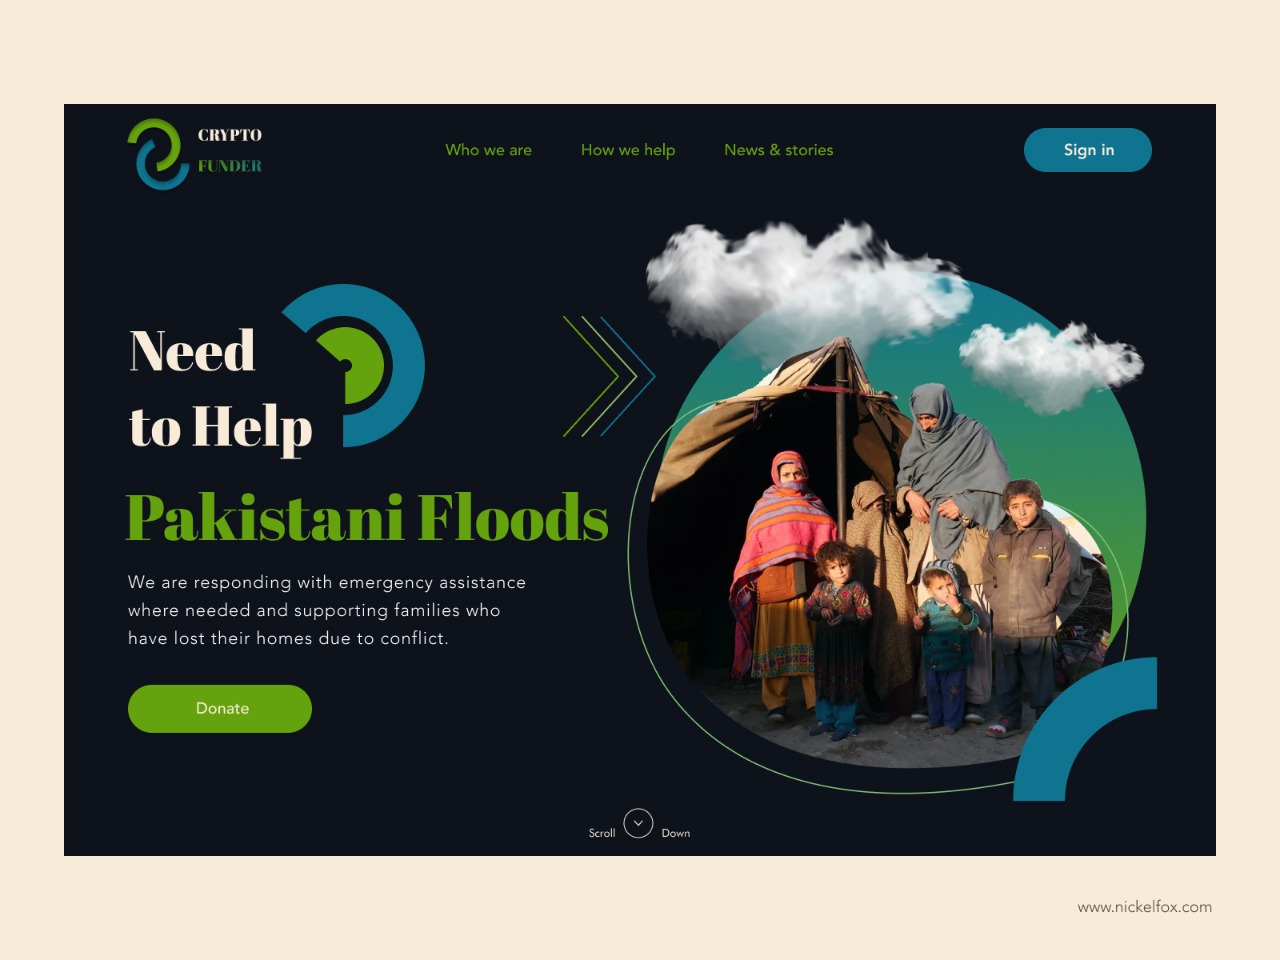 CRYPTO
FUNDER
Who we are
How we help
News & stories
Sign in
Need
to Help
Pakistani Floods
We are responding with emergency assistance
where needed and supporting families who
have lost their homes due to conflict.
Donate
Scroll
Down
www.nickelfox.com